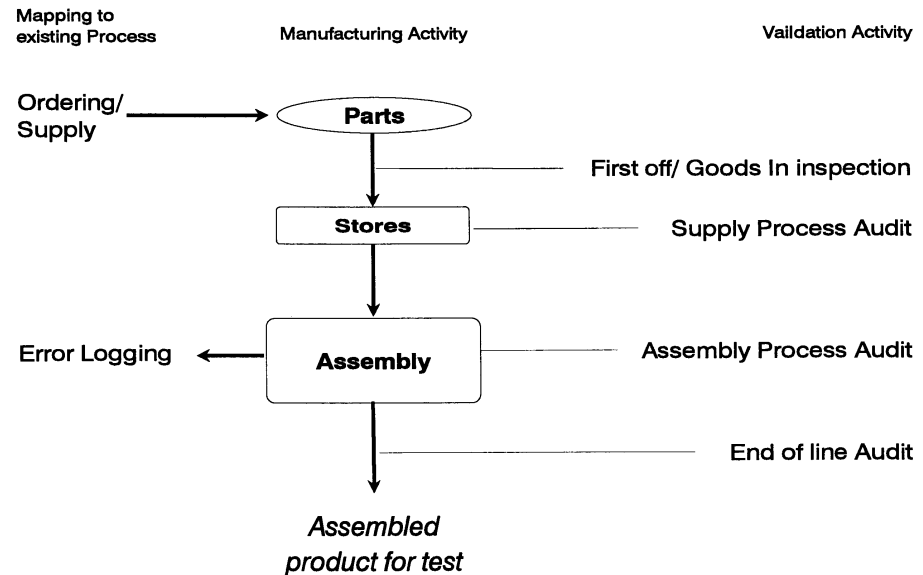 Mapping to
existing Process
Manufacturing Activity
Vaildation Activity
Ordering/
Supply
Parts
First off/ Goods In inspection
Stores
Supply Process Audit
Error Logging
Assembly
Assembly Process Audit
End of line Audit
Assembled
product for test